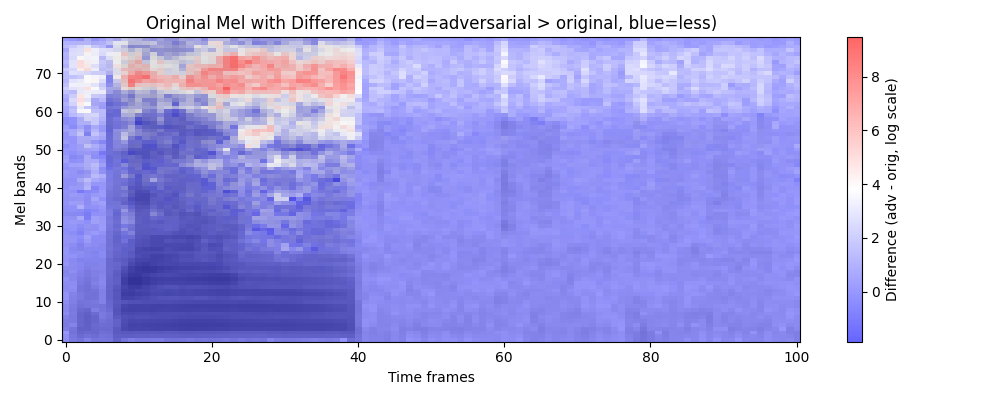 Original Mel with Differences (red=adversarial > original, blue=less)
Mel bands
70
60
50
40
30
20
10
0
0 20 40 60 80 100
Time frames
8
6
4
2
0
Difference (adv - orig, log scale)